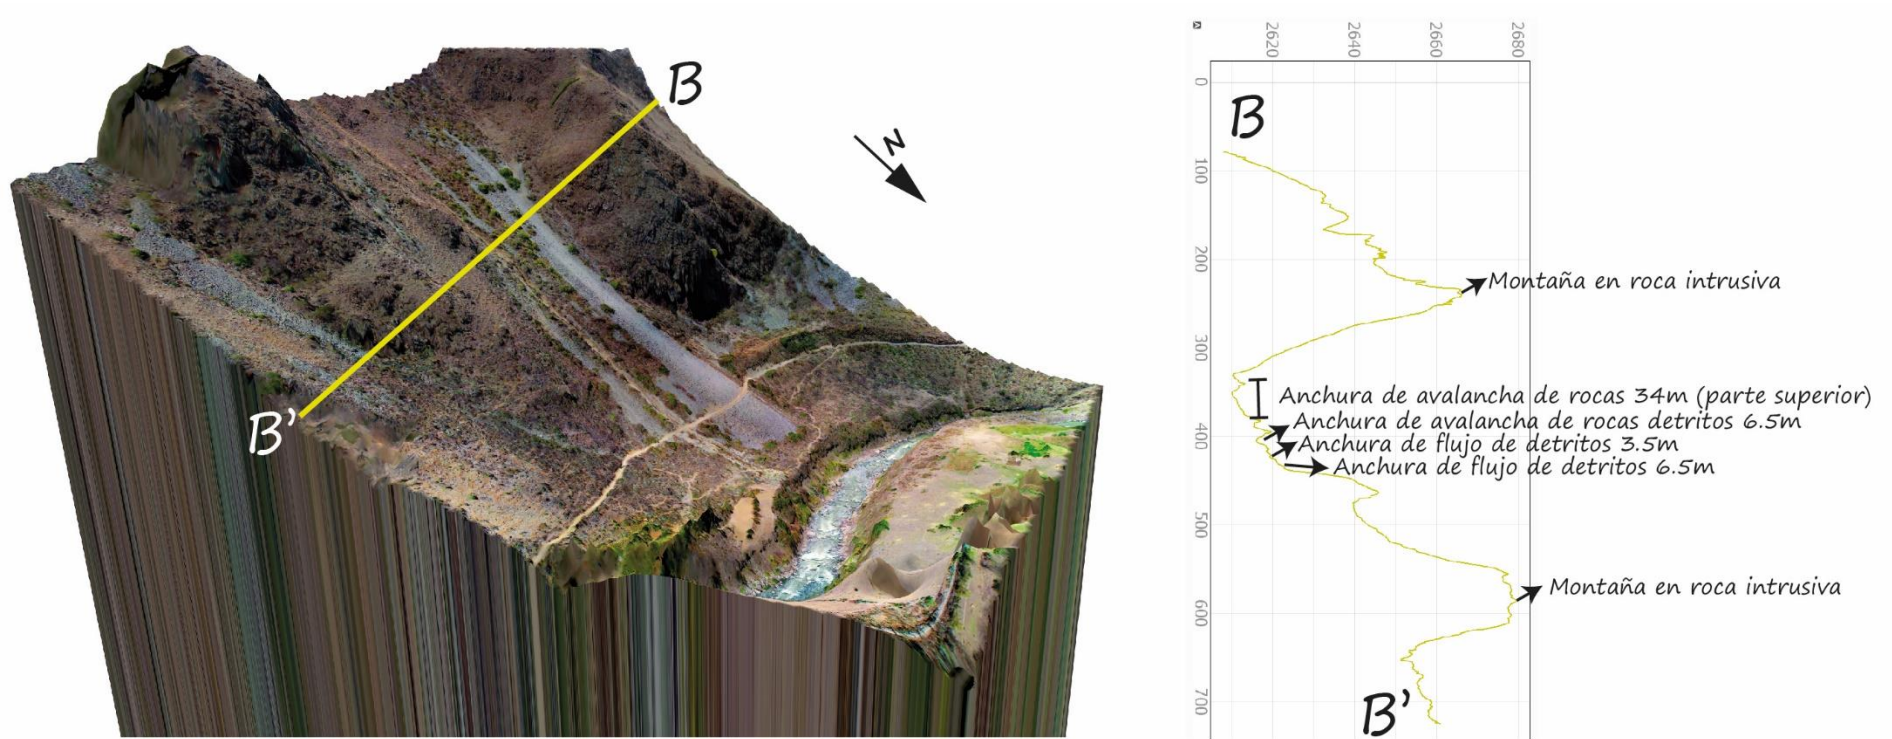 B
B'
N
2620
2640
2660
2680
0
100
200
300
400
500
600
700
B
Montaña en roca intrusiva
Anchura de avalancha de rocas 34m (parte superior)
Anchura de avalancha de rocas detritos 6.5m
Anchura de flujo de detritos 3.5m
Anchura de flujo de detritos 6.5m
Montaña en roca intrusiva
B'